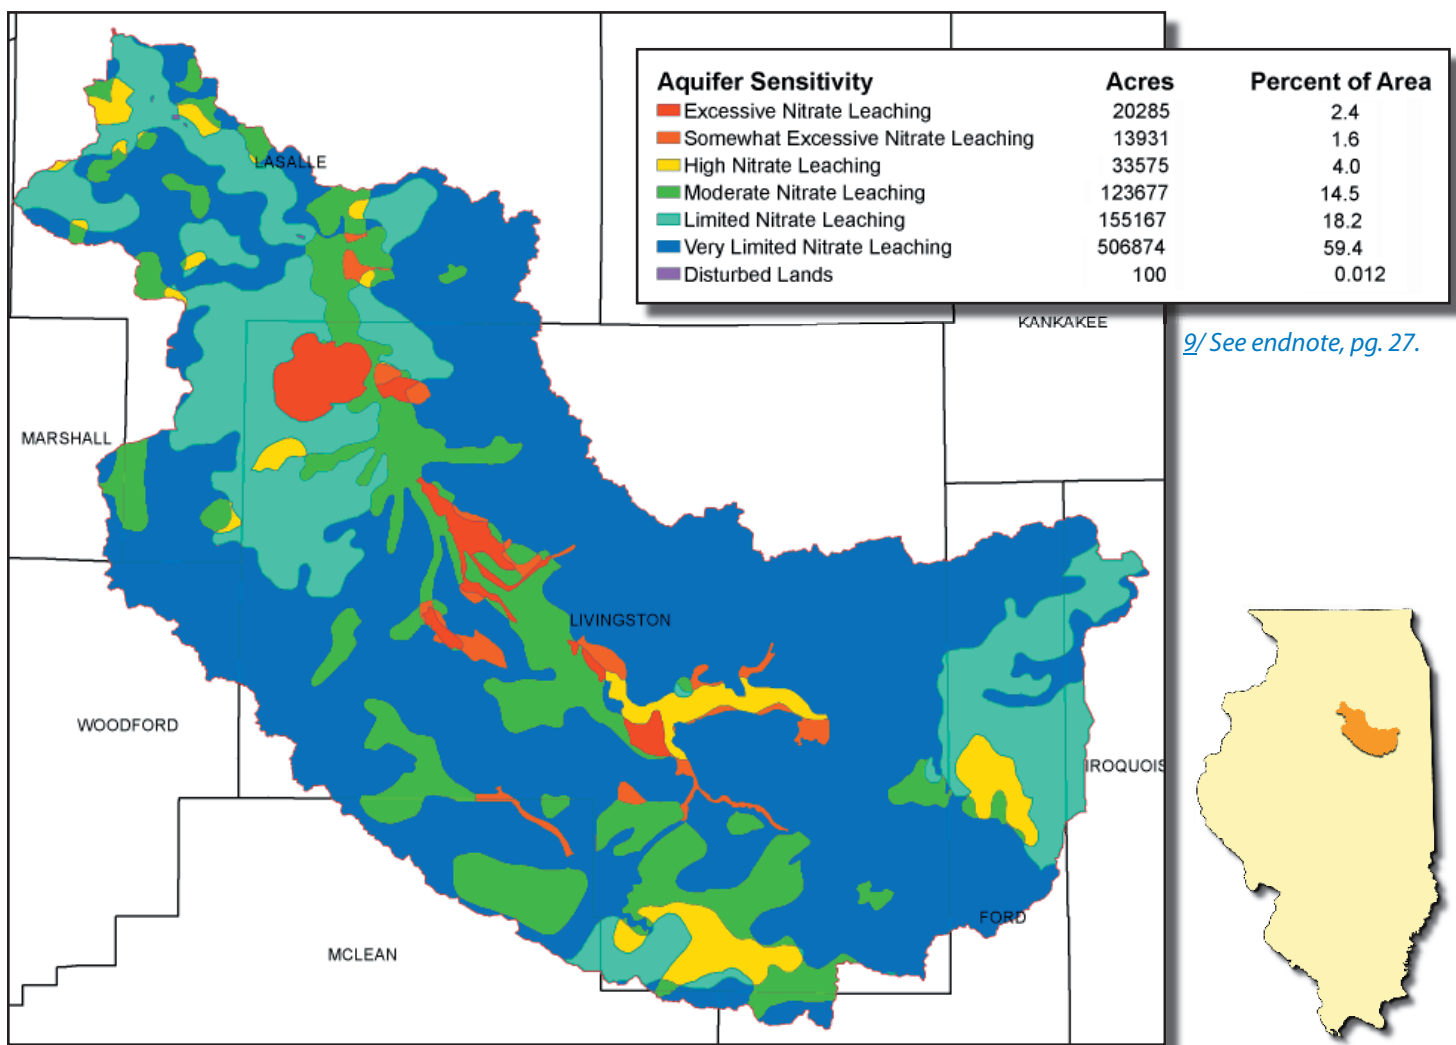 Aquifer Sensitivity Acres Percent of Area
Excessive Nitrate Leaching 20285 2.4
Somewhat Excessive Nitrate Leaching 13931 1.6
High Nitrate Leaching 33575 4.0
Moderate Nitrate Leaching 123677 14.5
Limited Nitrate Leaching 155167 18.2
Very Limited Nitrate Leaching 506874 59.4
Disturbed Lands 100 0.012
LASALLE
KANKAKEE
9/ See endnote, pg. 27.
MARSHALL
LIVINGSTON
WOODFORD
IROQUOIS
FORD
MCLEAN